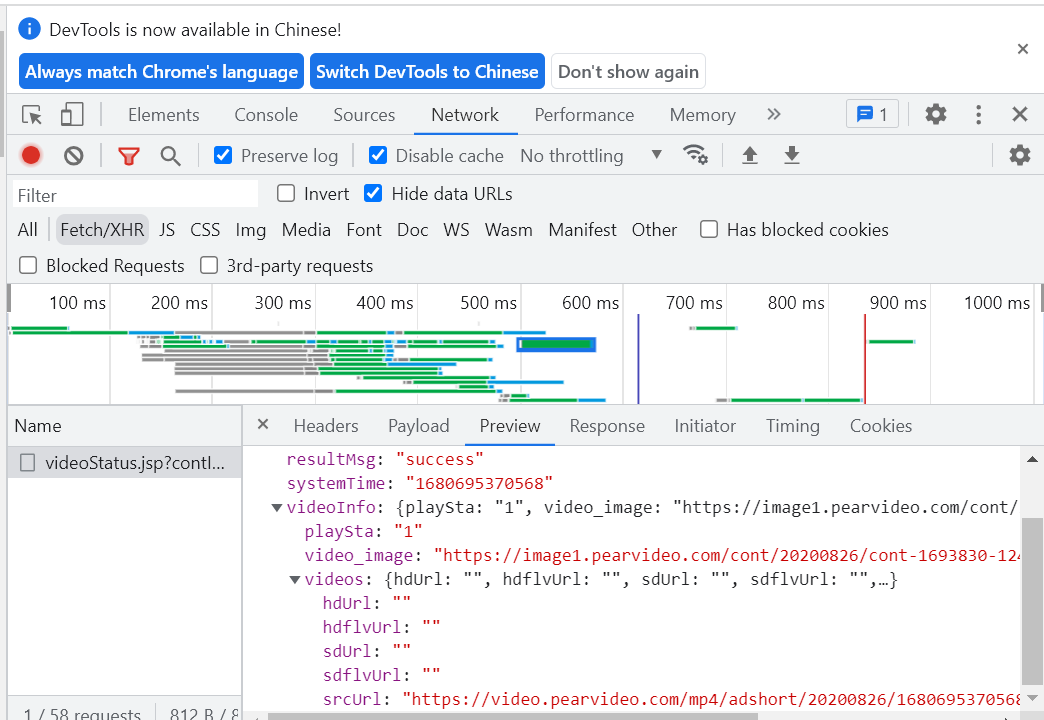 DevTools is now available in Chinese!
Always match Chrome's language Switch DevTools to Chinese Don't show again
Elements Console Sources Network Performance Memory 1
Preserve log Disable cache No throttling
Filter Invert Hide data URLs
All Fetch/XHR JS CSS Img Media Font Doc WS Wasm Manifest Other Has blocked cookies
Blocked Requests 3rd-party requests
100 ms 200 ms 300 ms 400 ms 500 ms 600 ms 700 ms 800 ms 900 ms 1000 ms
Name Headers Payload Preview Response Initiator Timing Cookies
resultMsg: "success"
videoStatus.jsp?contI...
systemTime: "1680695370568"
videoInfo: {playSta: "1", video_image: "https://image1.pearvideo.com/cont/
playSta: "1"
video_image: "https://image1.pearvideo.com/cont/20200826/cont-1693830-124
videos: {hdUrl: "", hdflvUrl: "", sdUrl: "", sdflvUrl: "",…}
hdUrl: ""
hdflvUrl: ""
sdUrl: ""
sdflvUrl: ""
srcUrl: "https://video.pearvideo.com/mp4/adshort/20200826/1680695370568
1 / 58 requests 812 B / 8